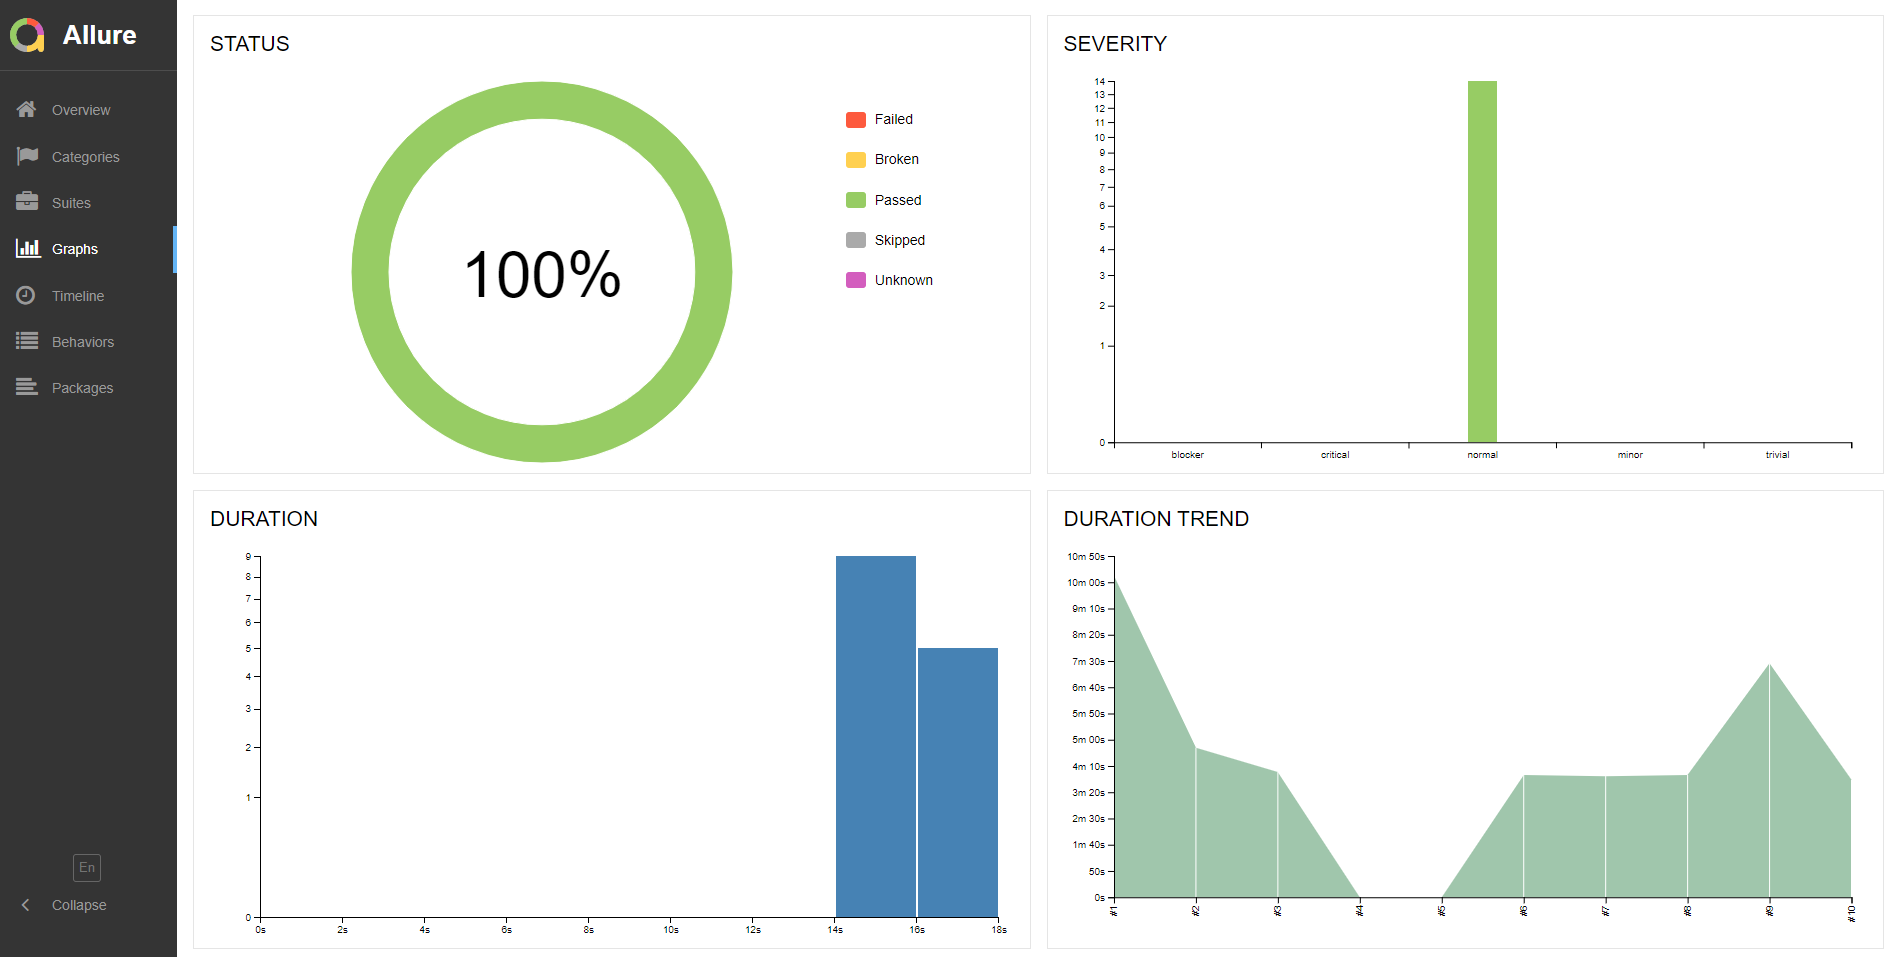 Allure
Overview
Categories
Suites
Graphs
Timeline
Behaviors
Packages
En
Collapse
STATUS
100%
Failed
Broken
Passed
Skipped
Unknown
SEVERITY
14
13
12
11
10
9
8
7
6
5
4
3
2
1
0
blocker critical normal minor trivial
DURATION
9
8
7
6
5
4
3
2
1
0
0s 2s 4s 6s 8s 10s 12s 14s 16s 18s
DURATION TREND
10m 50s
10m 00s
9m 10s
8m 20s
7m 30s
6m 40s
5m 50s
5m 00s
4m 10s
3m 20s
2m 30s
1m 40s
50s
0s
#1 #2 #3 #4 #5 #6 #7 #8 #9 #10